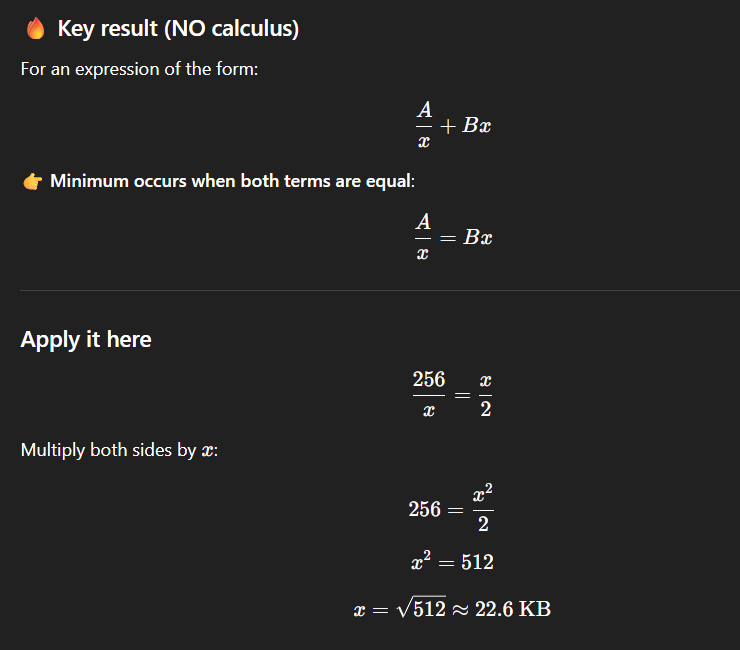 🔥 Key result (NO calculus)
For an expression of the form:
A/x + Bx
👉 Minimum occurs when both terms are equal:
A/x = Bx
Apply it here
256/x = x/2
Multiply both sides by x:
256 = x²/2
x² = 512
x = √512 ≈ 22.6 KB